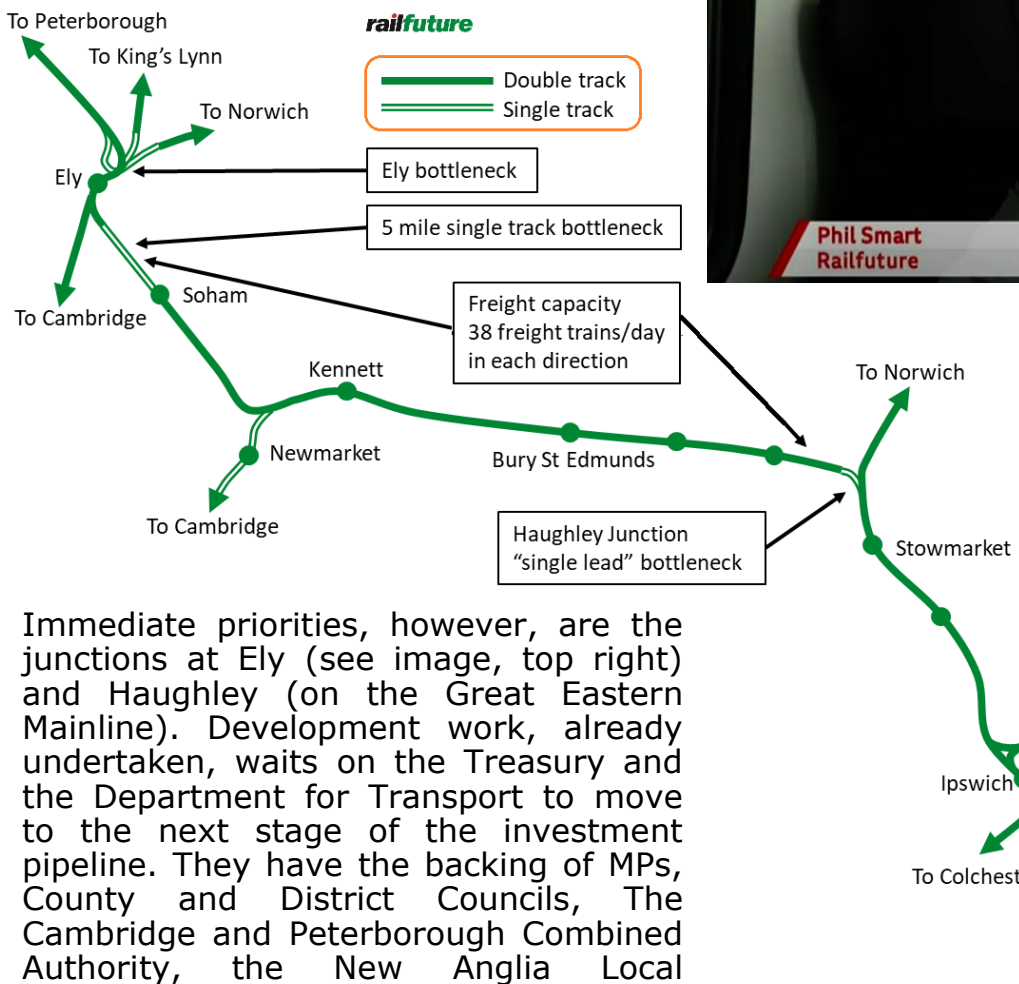 To Peterborough
To King's Lynn
To Norwich
railfuture
Double track
Single track
Ely
Ely bottleneck
5 mile single track bottleneck
Phil Smart
Railfuture
To Cambridge
Soham
Freight capacity
38 freight trains/day
in each direction
Kennett
Newmarket
To Cambridge
Bury St Edmunds
To Norwich
Haughley Junction
“single lead” bottleneck
Stowmarket
Ipswich
To Colchest
Immediate priorities, however, are the
junctions at Ely (see image, top right)
and Haughley (on the Great Eastern
Mainline). Development work, already
undertaken, waits on the Treasury and
the Department for Transport to move
to the next stage of the investment
pipeline. They have the backing of MPs,
County and District Councils, The
Cambridge and Peterborough Combined
Authority, the New Anglia Local